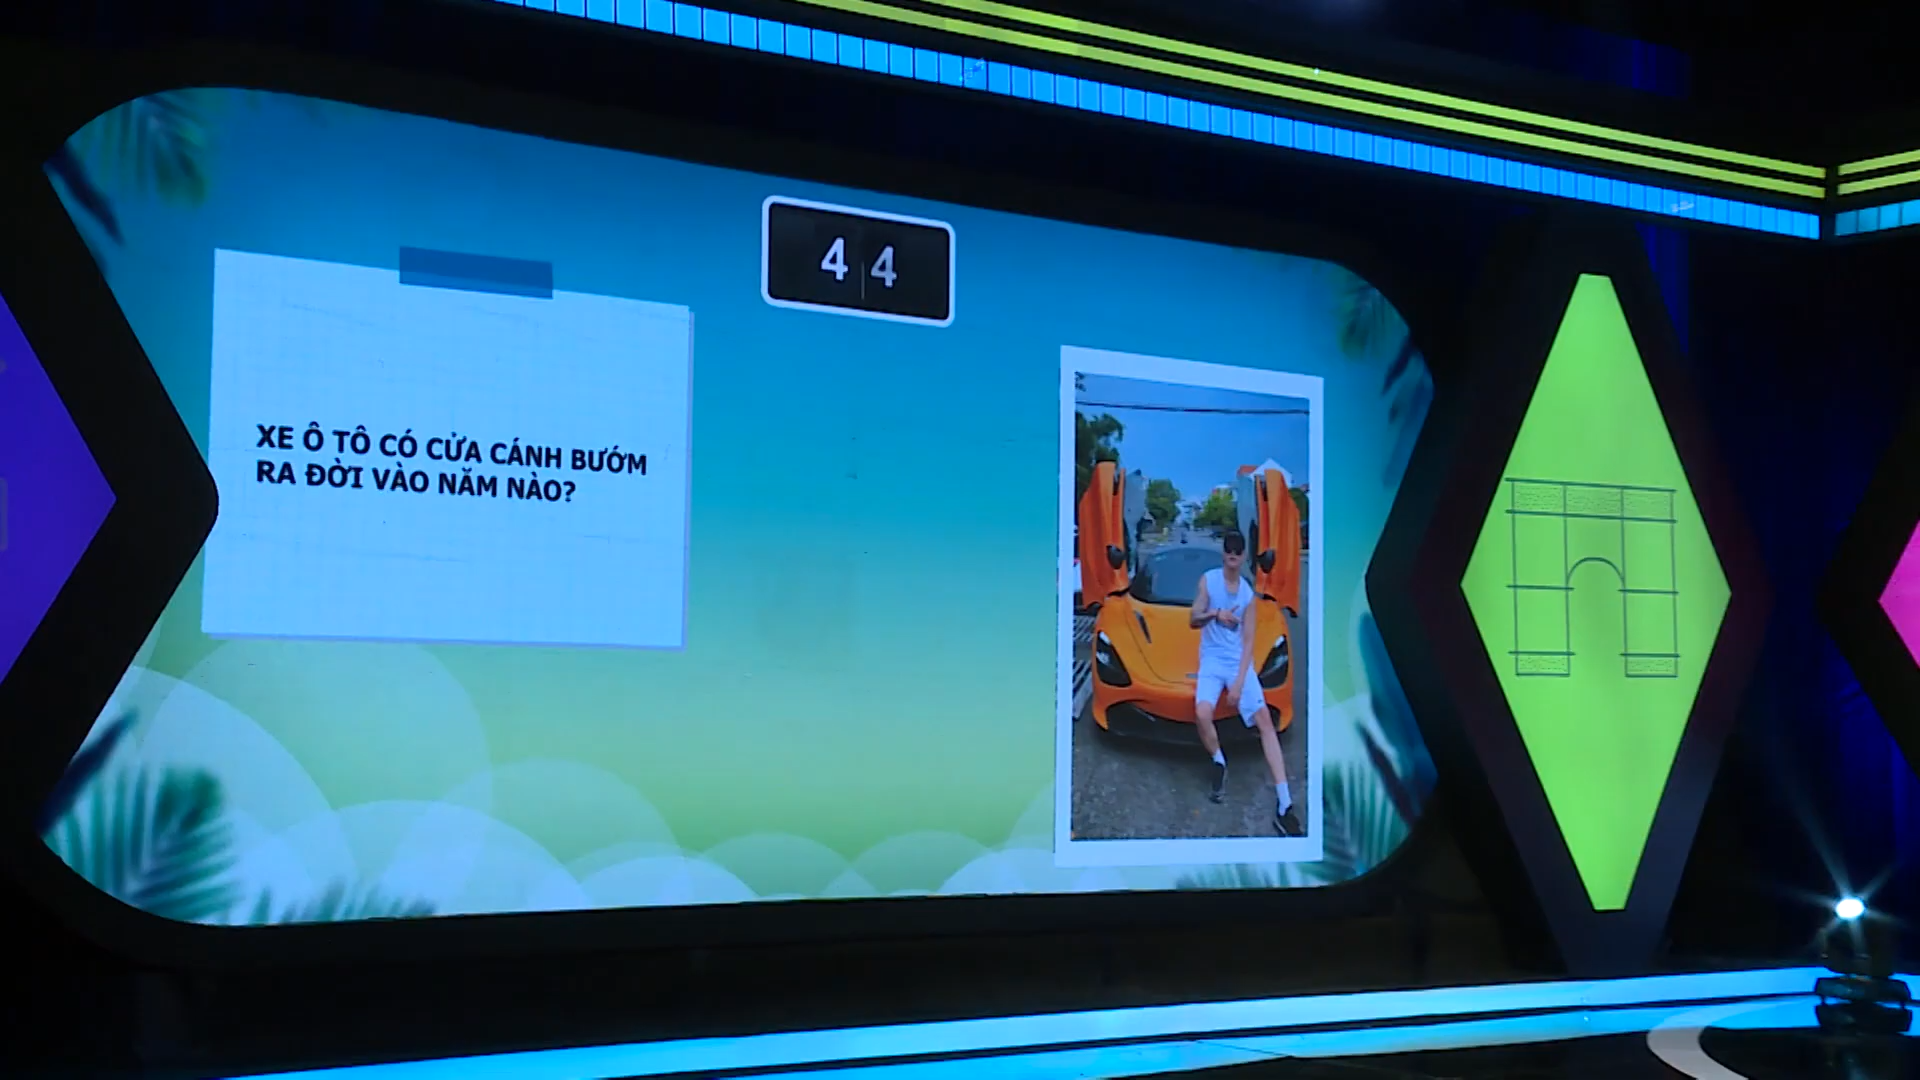 44
XE Ô TÔ CÓ CỬA CÁNH BƯỚM
RA ĐỜI VÀO NĂM NÀO?